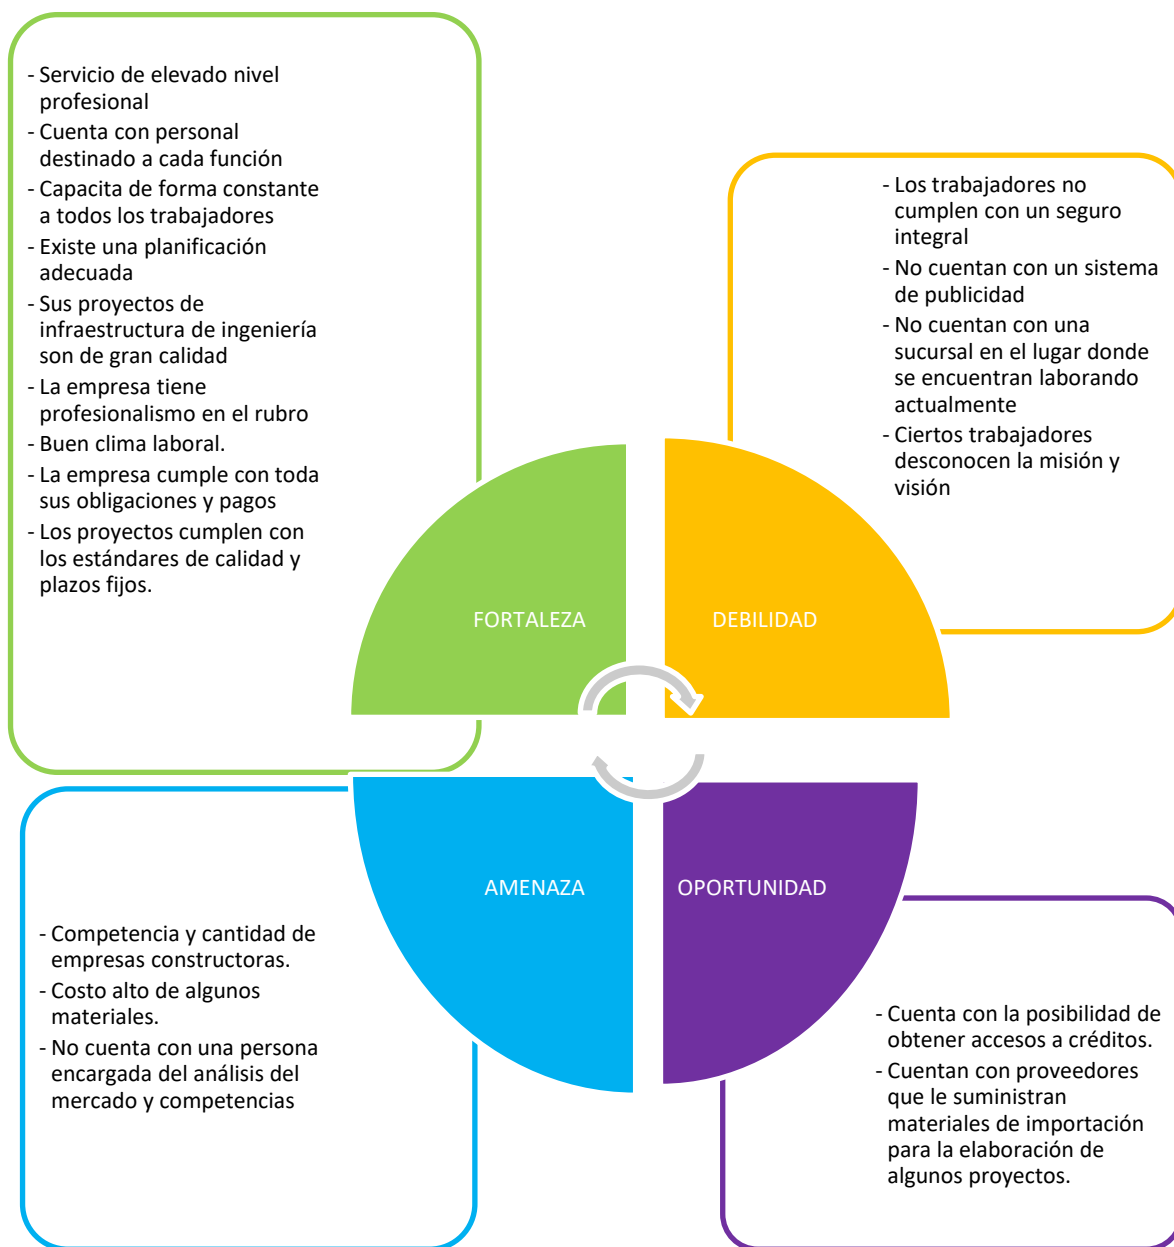 - Servicio de elevado nivel
profesional
- Cuenta con personal
destinado a cada función
- Capacita de forma constante
a todos los trabajadores
- Existe una planificación
adecuada
- Sus proyectos de
infraestructura de ingeniería
son de gran calidad
- La empresa tiene
profesionalismo en el rubro
- Buen clima laboral.
- La empresa cumple con toda
sus obligaciones y pagos
- Los proyectos cumplen con
los estándares de calidad y
plazos fijos.
- Los trabajadores no
cumplen con un seguro
integral
- No cuentan con un sistema
de publicidad
- No cuentan con una
sucursal en el lugar donde
se encuentran laborando
actualmente
- Ciertos trabajadores
desconocen la misión y
visión
FORTALEZA
DEBILIDAD
AMENAZA
OPORTUNIDAD
- Competencia y cantidad de
empresas constructoras.
- Costo alto de algunos
materiales.
- No cuenta con una persona
encargada del análisis del
mercado y competencias
- Cuenta con la posibilidad de
obtener accesos a créditos.
- Cuentan con proveedores
que le suministran
materiales de importación
para la elaboración de
algunos proyectos.